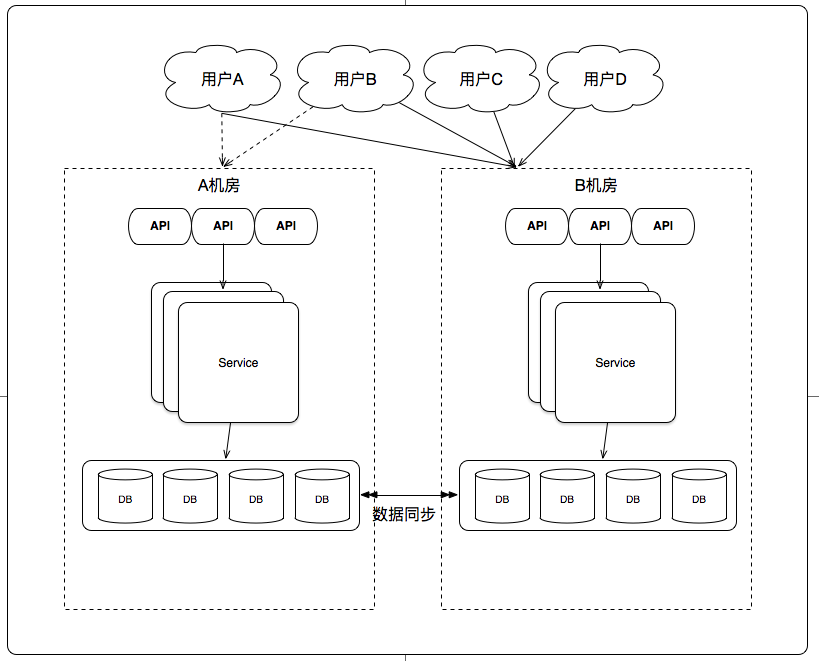 用户A
用户B
用户C
用户D
A机房
B机房
API API API
API API API
Service
Service
DB DB DB DB
DB DB DB DB
数据同步